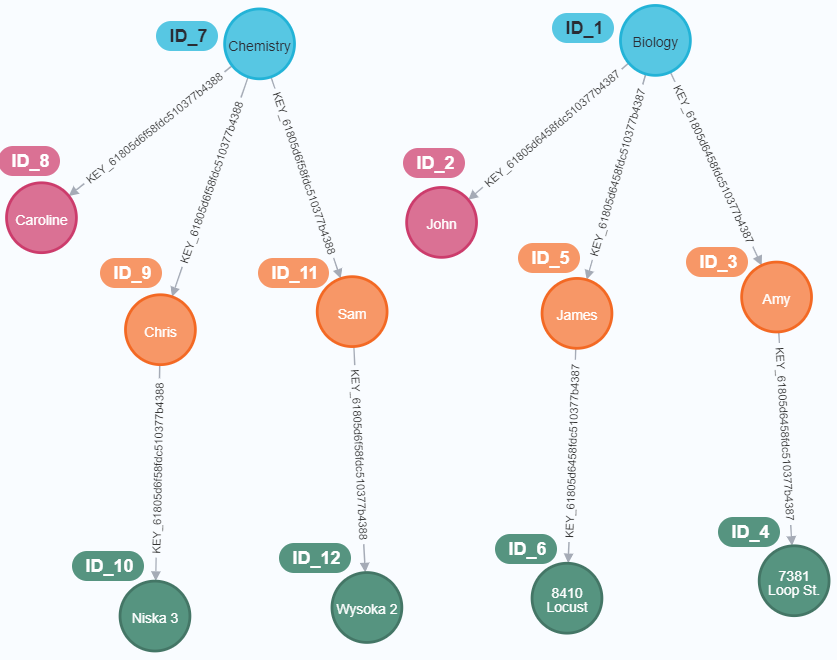 ID_7
Chemistry
ID_1
Biology
KEY_61805d6f58fdc510377b4388
KEY_61805d6f58fdc510377b4388
KEY_61805d6f58fdc510377b4388
KEY_61805d6458fdc510377b4387
KEY_61805d6458fdc510377b4387
KEY_61805d6458fdc510377b4387
ID_8
Caroline
ID_2
John
ID_9
Chris
ID_11
Sam
ID_5
James
ID_3
Amy
KEY_61805d6f58fdc510377b4388
KEY_61805d6f58fdc510377b4388
KEY_61805d6458fdc510377b4387
KEY_61805d6458fdc510377b4387
ID_10
Niska 3
ID_12
Wysoka 2
ID_6
8410
Locust
ID_4
7381
Loop St.